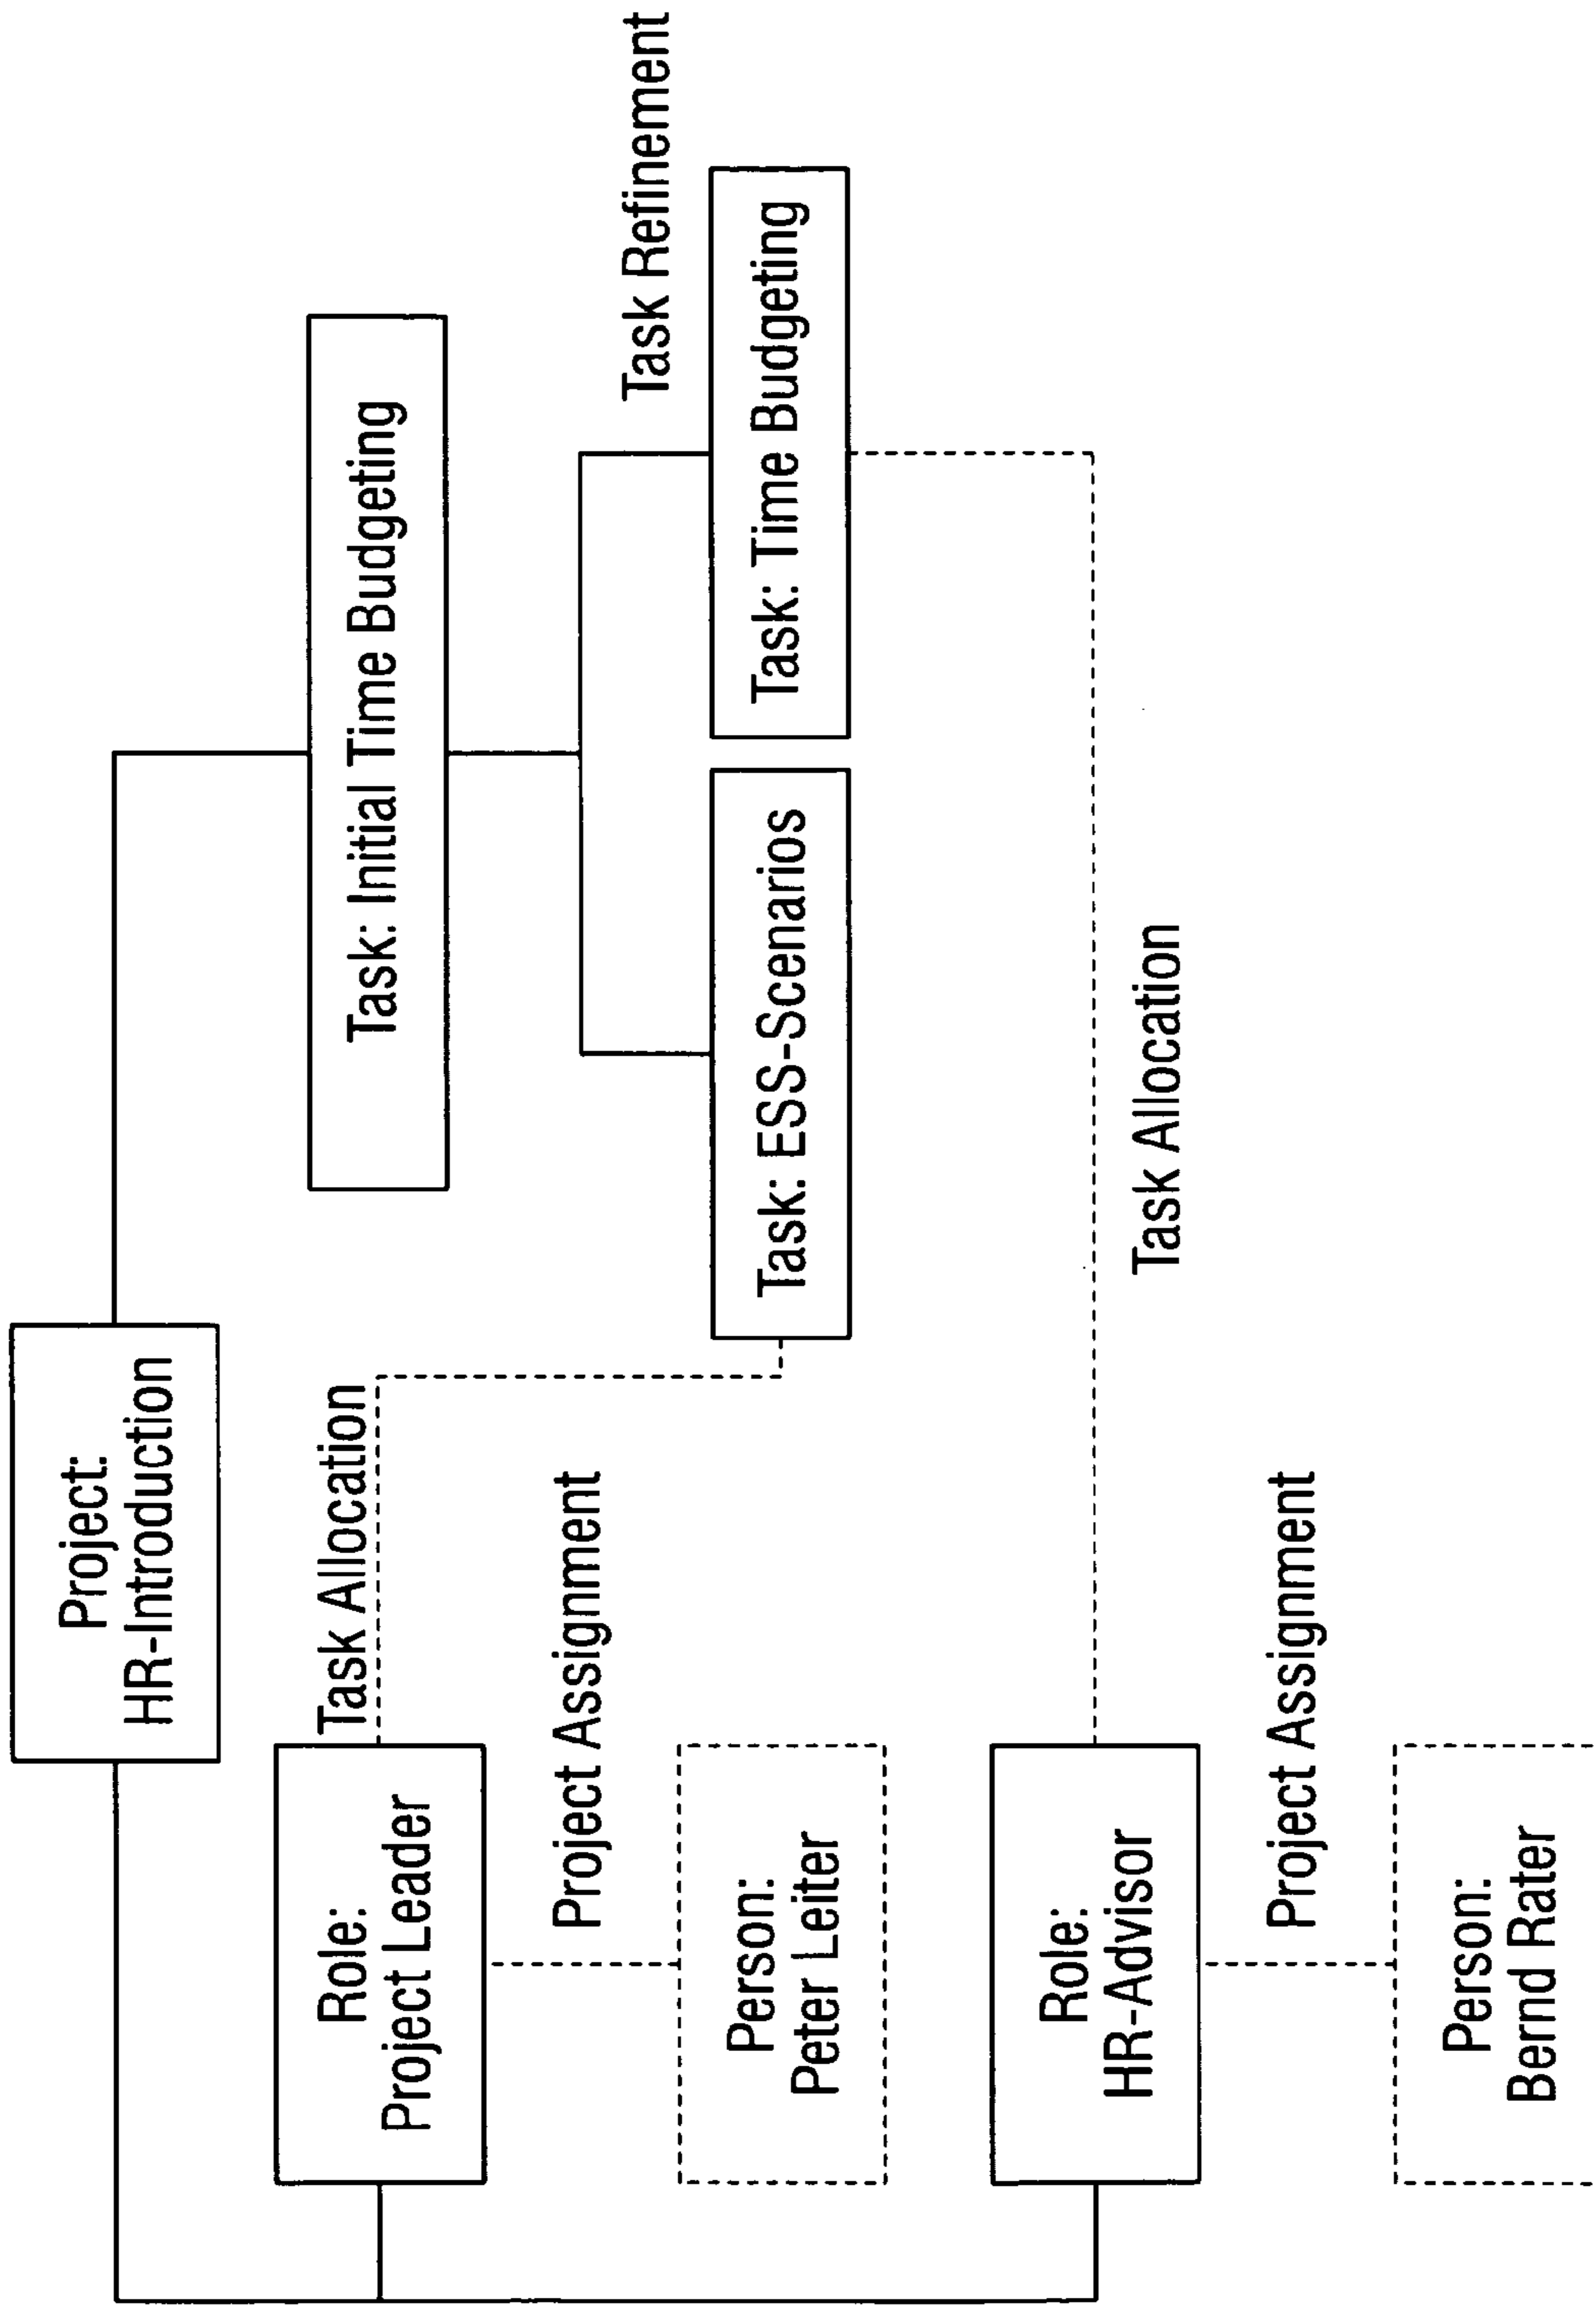 Project:
HR-Introduction
Role:
Project Leader
Task Allocation
Task: Initial Time Budgeting
Project Assignment
Task Refinement
Person:
Peter Leiter
Task: ESS-Scenarios
Task: Time Budgeting
Role:
HR-Advisor
Task Allocation
Project Assignment
Person:
Bernd Rater